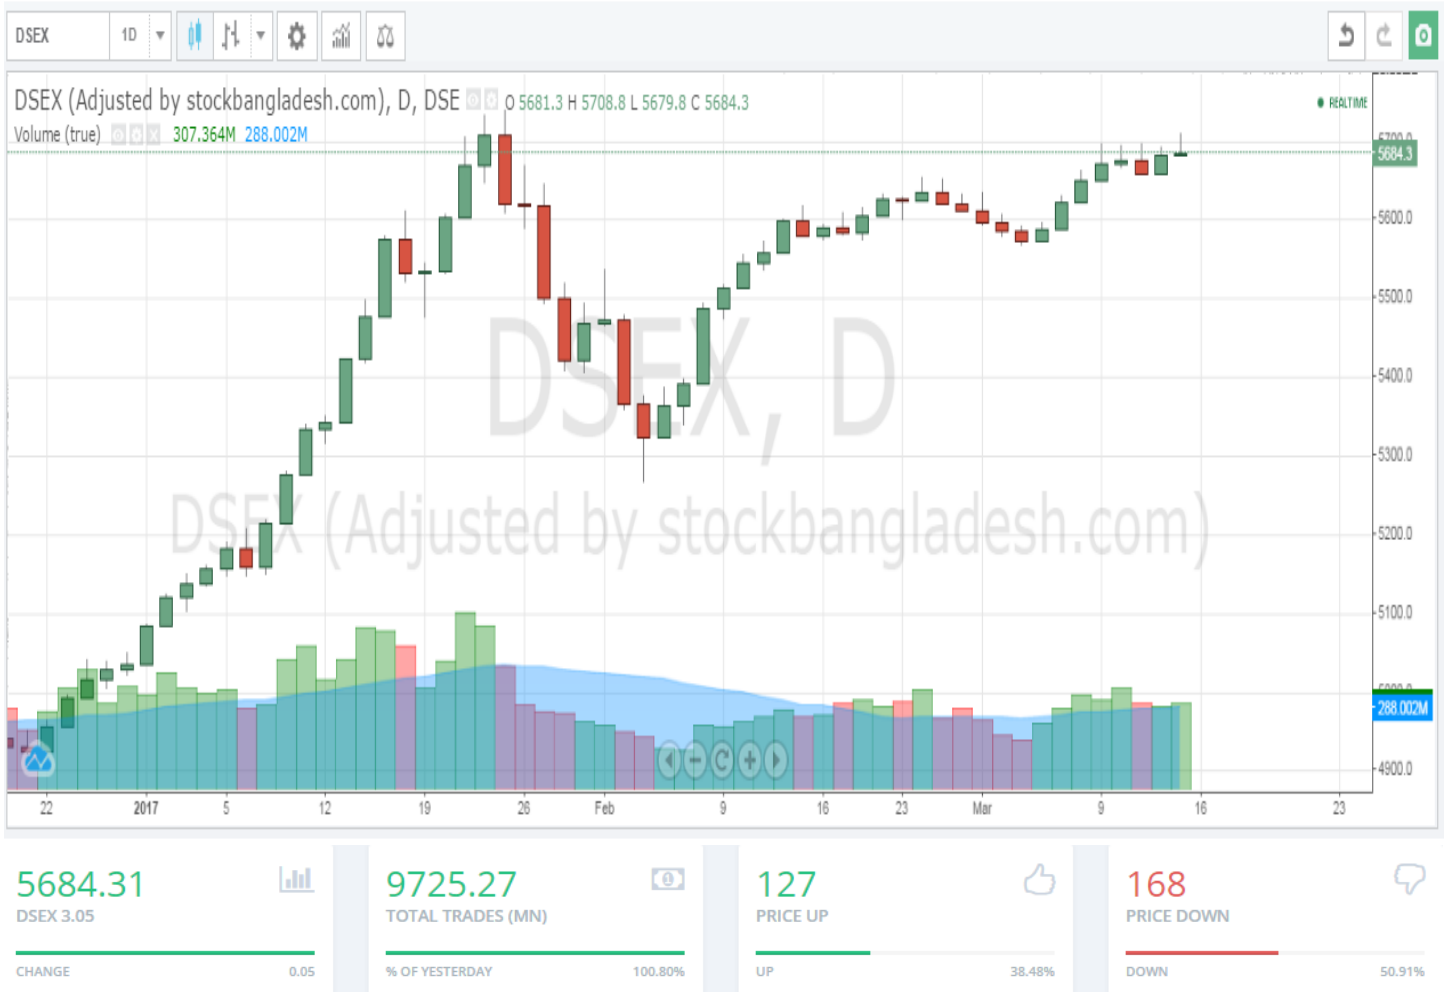 DSEX 1D
DSEX (Adjusted by stockbangladesh.com), D, DSE O 5681.3 H 5708.8 L 5679.8 C 5684.3
REALTIME
Volume (true) 307.364M 288.002M
5700.0
5684.3
5600.0
5500.0
DSEX, D
5400.0
5300.0
DSEX (Adjusted by stockbangladesh.com)
5200.0
5100.0
288.002M
4900.0
22 2017 5 12 19 26 Feb 9 16 23 Mar 9 16 23
5684.31
DSEX 3.05
CHANGE 0.05
9725.27
TOTAL TRADES (MN)
% OF YESTERDAY 100.80%
127
PRICE UP
UP 38.48%
168
PRICE DOWN
DOWN 50.91%